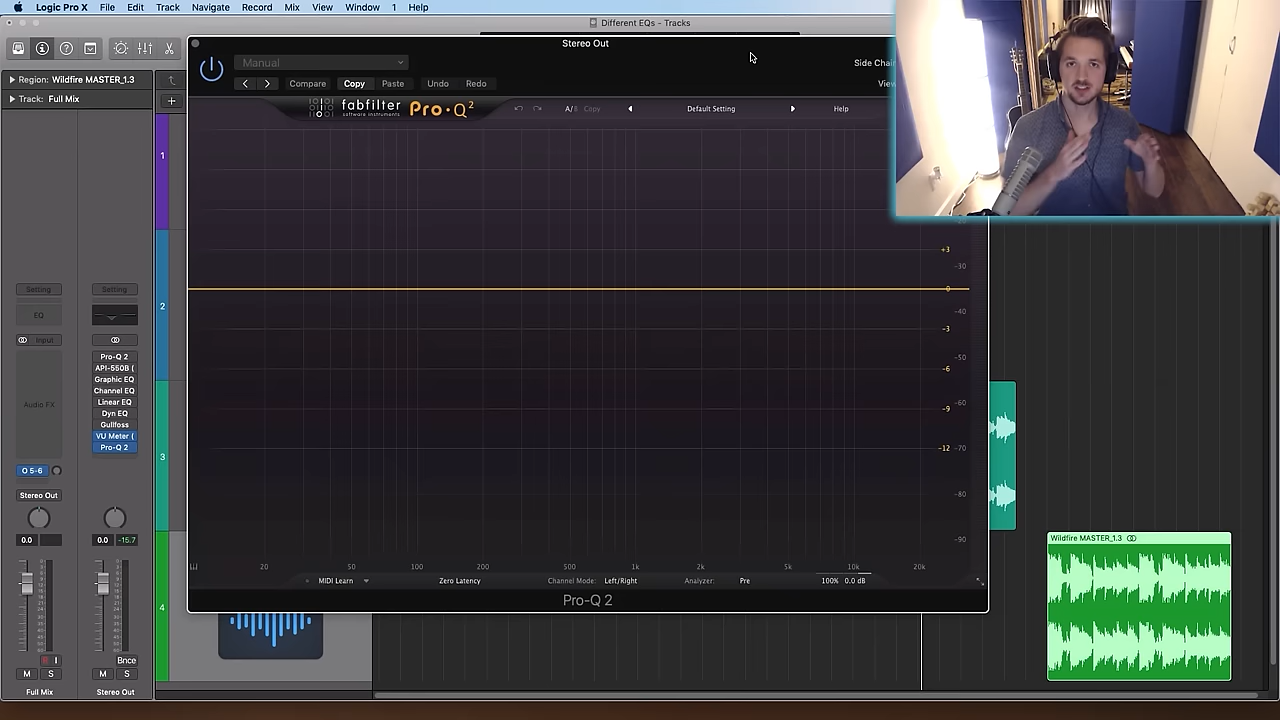 Logic Pro X File Edit Track Navigate Record Mix View Window 1 Help
Different EQs - Tracks
Stereo Out
Manual
Side Chain
Compare Copy Paste Undo Redo
View
Region: Wildfire MASTER_1.3
Track: Full Mix
fabfilter
software instruments
Pro·Q2
A/B Copy
Default Setting
Help
1
2
3
4
+3
0
-3
-6
-9
-12
-30
-40
-50
-60
-70
-80
-90
20 50 100 200 500 1k 2k 5k 10k 20k
MIDI Learn
Zero Latency
Channel Mode: Left/Right
Analyzer: Pre
100% 0.0 dB
Pro-Q 2
Setting Setting
EQ
Input
Audio FX
Pro-Q 2
API-550B (
Graphic EQ
Channel EQ
Linear EQ
Dyn EQ
Gullfoss
VU Meter (
Pro-Q 2
O 5-6
Stereo Out
0.0
0.0 -15.7
R I
Bnce
M S M S
Full Mix Stereo Out
Wildfire MASTER_1.3